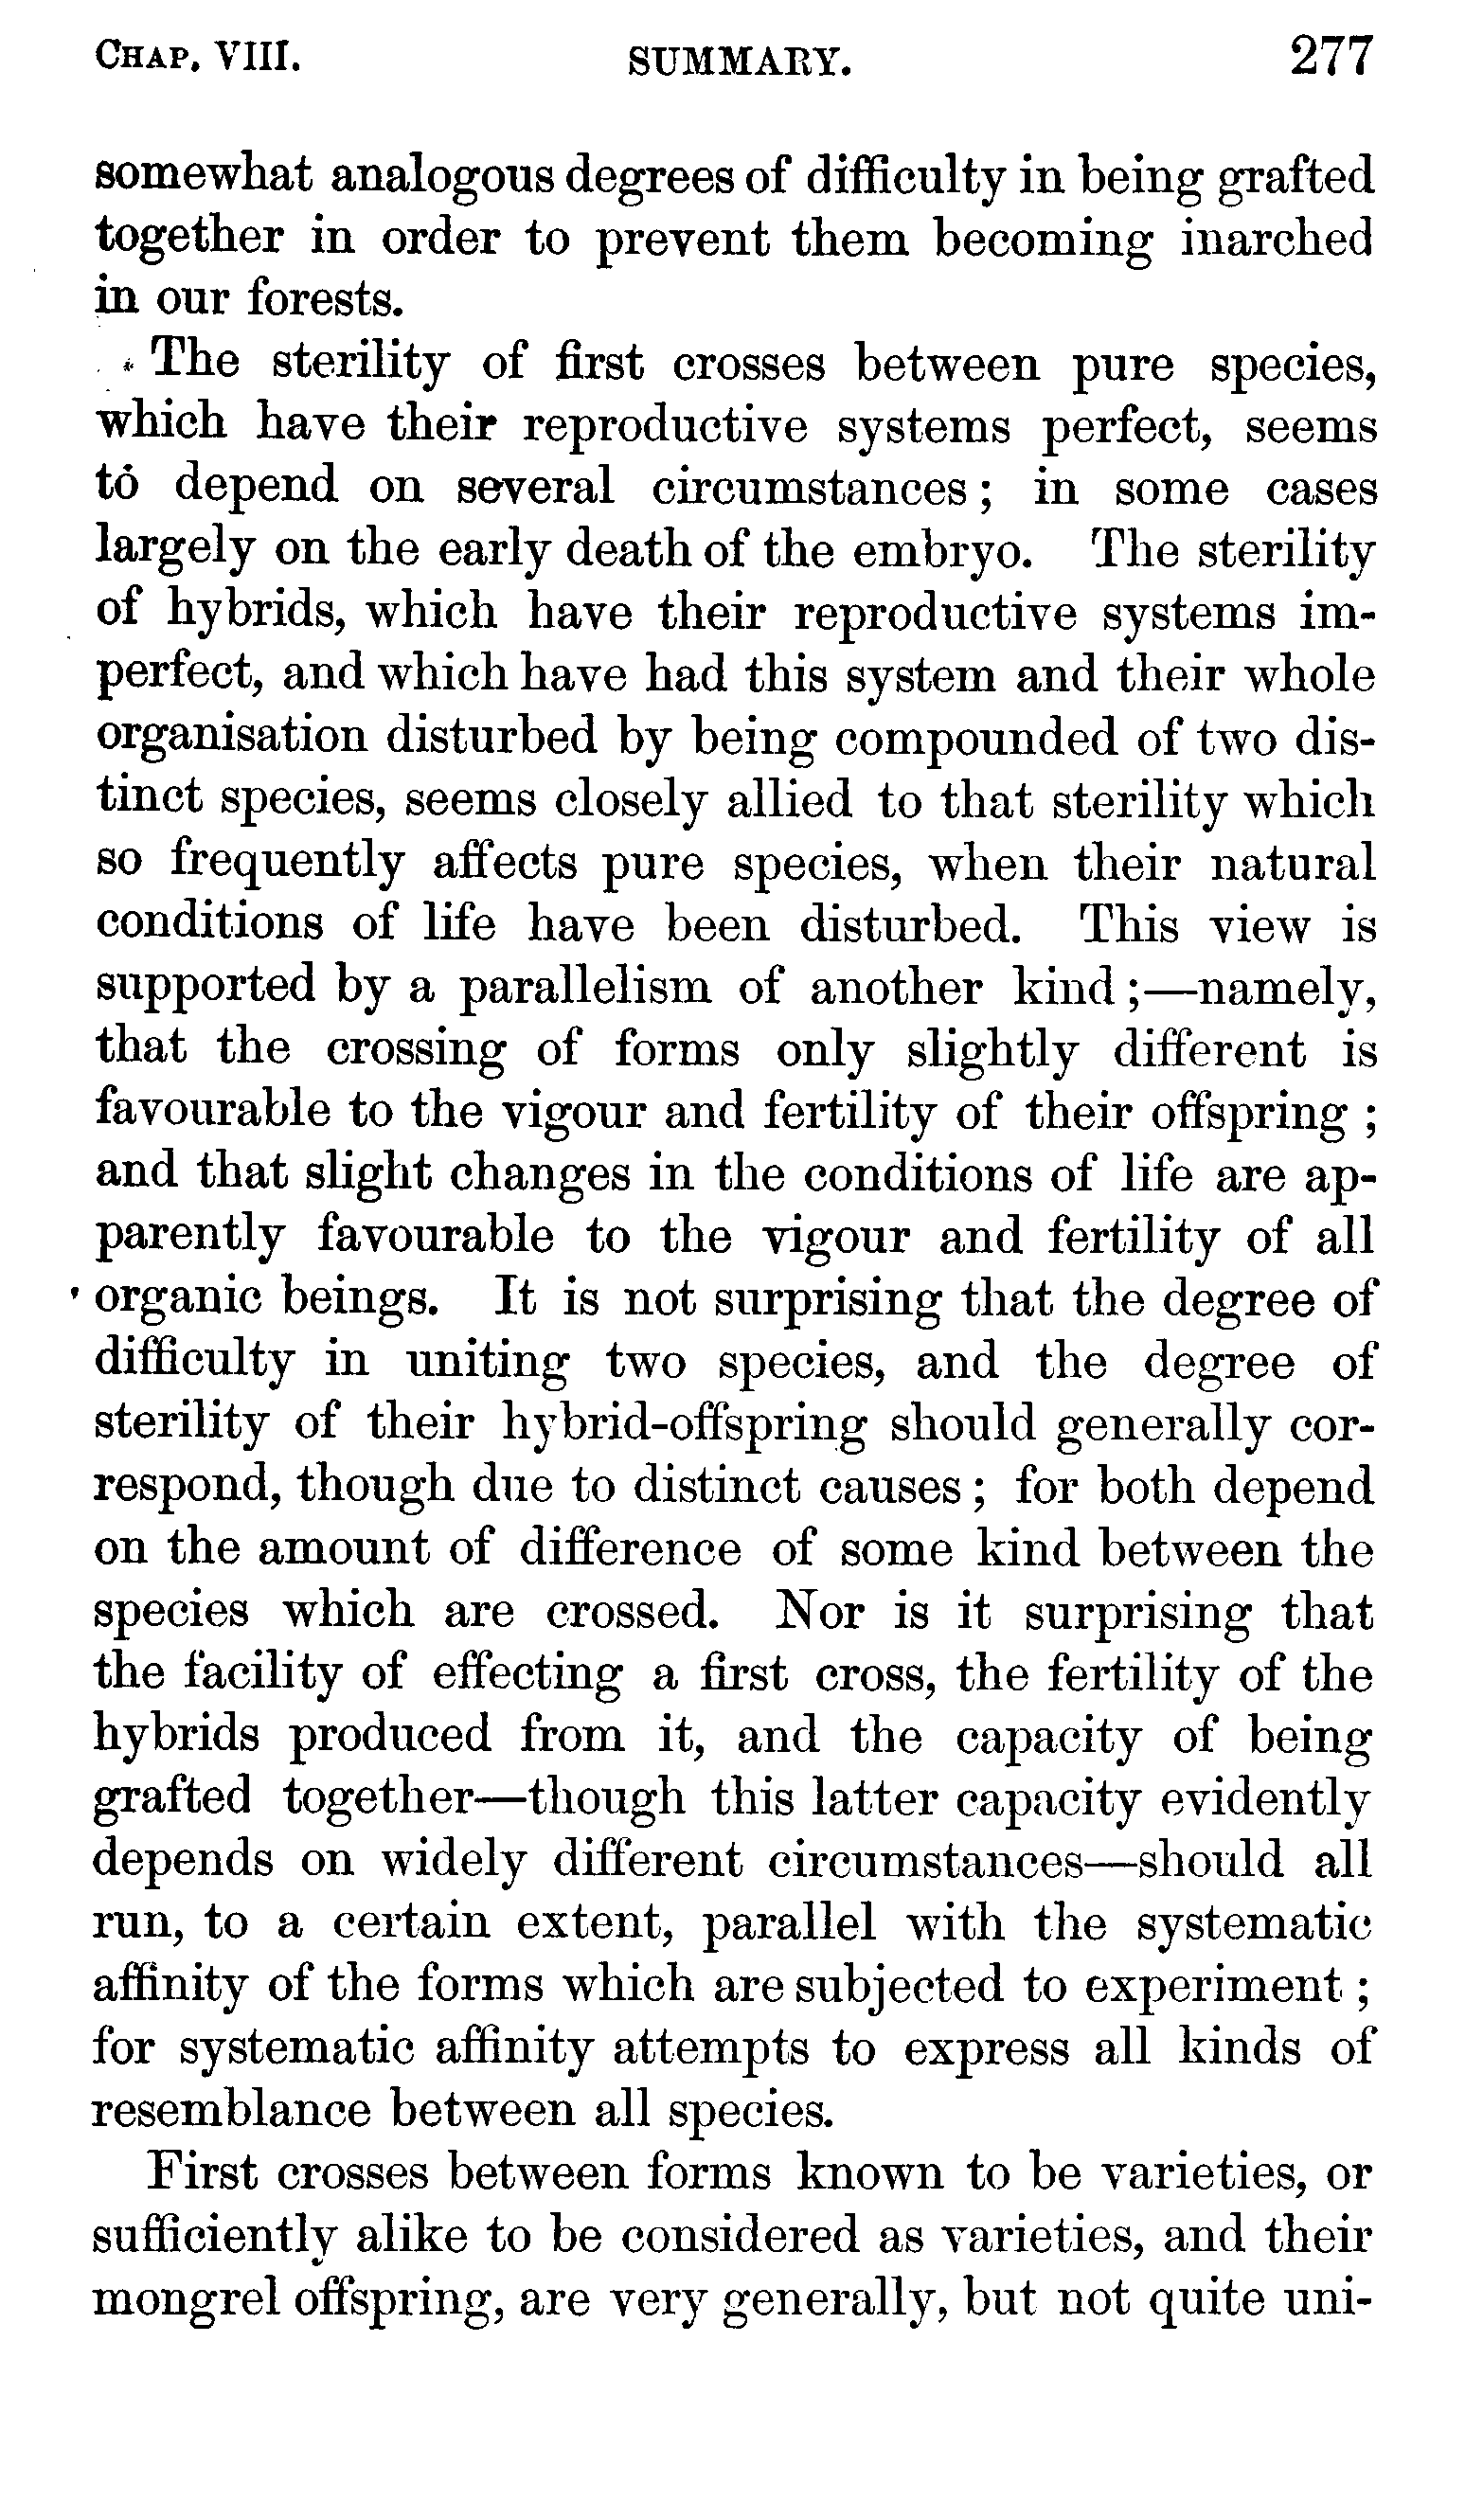 CHAP. VIII. SUMMARY. 277
somewhat analogous degrees of difficulty in being grafted
together in order to prevent them becoming inarched
in our forests.
The sterility of first crosses between pure species,
which have their reproductive systems perfect, seems
to depend on several circumstances; in some cases
largely on the early death of the embryo. The sterility
of hybrids, which have their reproductive systems im-
perfect, and which have had this system and their whole
organisation disturbed by being compounded of two dis-
tinct species, seems closely allied to that sterility which
so frequently affects pure species, when their natural
conditions of life have been disturbed. This view is
supported by a parallelism of another kind;—namely,
that the crossing of forms only slightly different is
favourable to the vigour and fertility of their offspring;
and that slight changes in the conditions of life are ap-
parently favourable to the vigour and fertility of all
organic beings. It is not surprising that the degree of
difficulty in uniting two species, and the degree of
sterility of their hybrid-offspring should generally cor-
respond, though due to distinct causes; for both depend
on the amount of difference of some kind between the
species which are crossed. Nor is it surprising that
the facility of effecting a first cross, the fertility of the
hybrids produced from it, and the capacity of being
grafted together—though this latter capacity evidently
depends on widely different circumstances—should all
run, to a certain extent, parallel with the systematic
affinity of the forms which are subjected to experiment;
for systematic affinity attempts to express all kinds of
resemblance between all species.
First crosses between forms known to be varieties, or
sufficiently alike to be considered as varieties, and their
mongrel offspring, are very generally, but not quite uni-